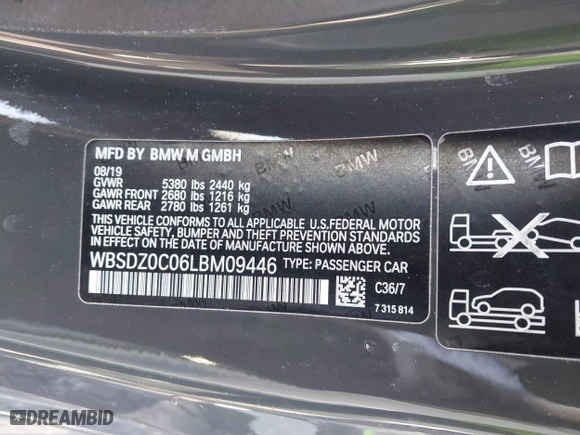 MFD BY BMW M GMBH
08/19
GVWR 5380 lbs 2440 kg
GAWR FRONT 2680 lbs 1216 kg
GAWR REAR 2780 lbs 1261 kg
THIS VEHICLE CONFORMS TO ALL APPLICABLE U.S.FEDERAL MOTOR
VEHICLE SAFETY, BUMPER AND THEFT PREVENTION
STANDARDS IN EFFECT ON THE DATE OF MANUFACTURE SHOWN ABOVE.
WBSDZ0C06LBM09446 TYPE: PASSENGER CAR
C36/7
7 315 814
DREAMBID